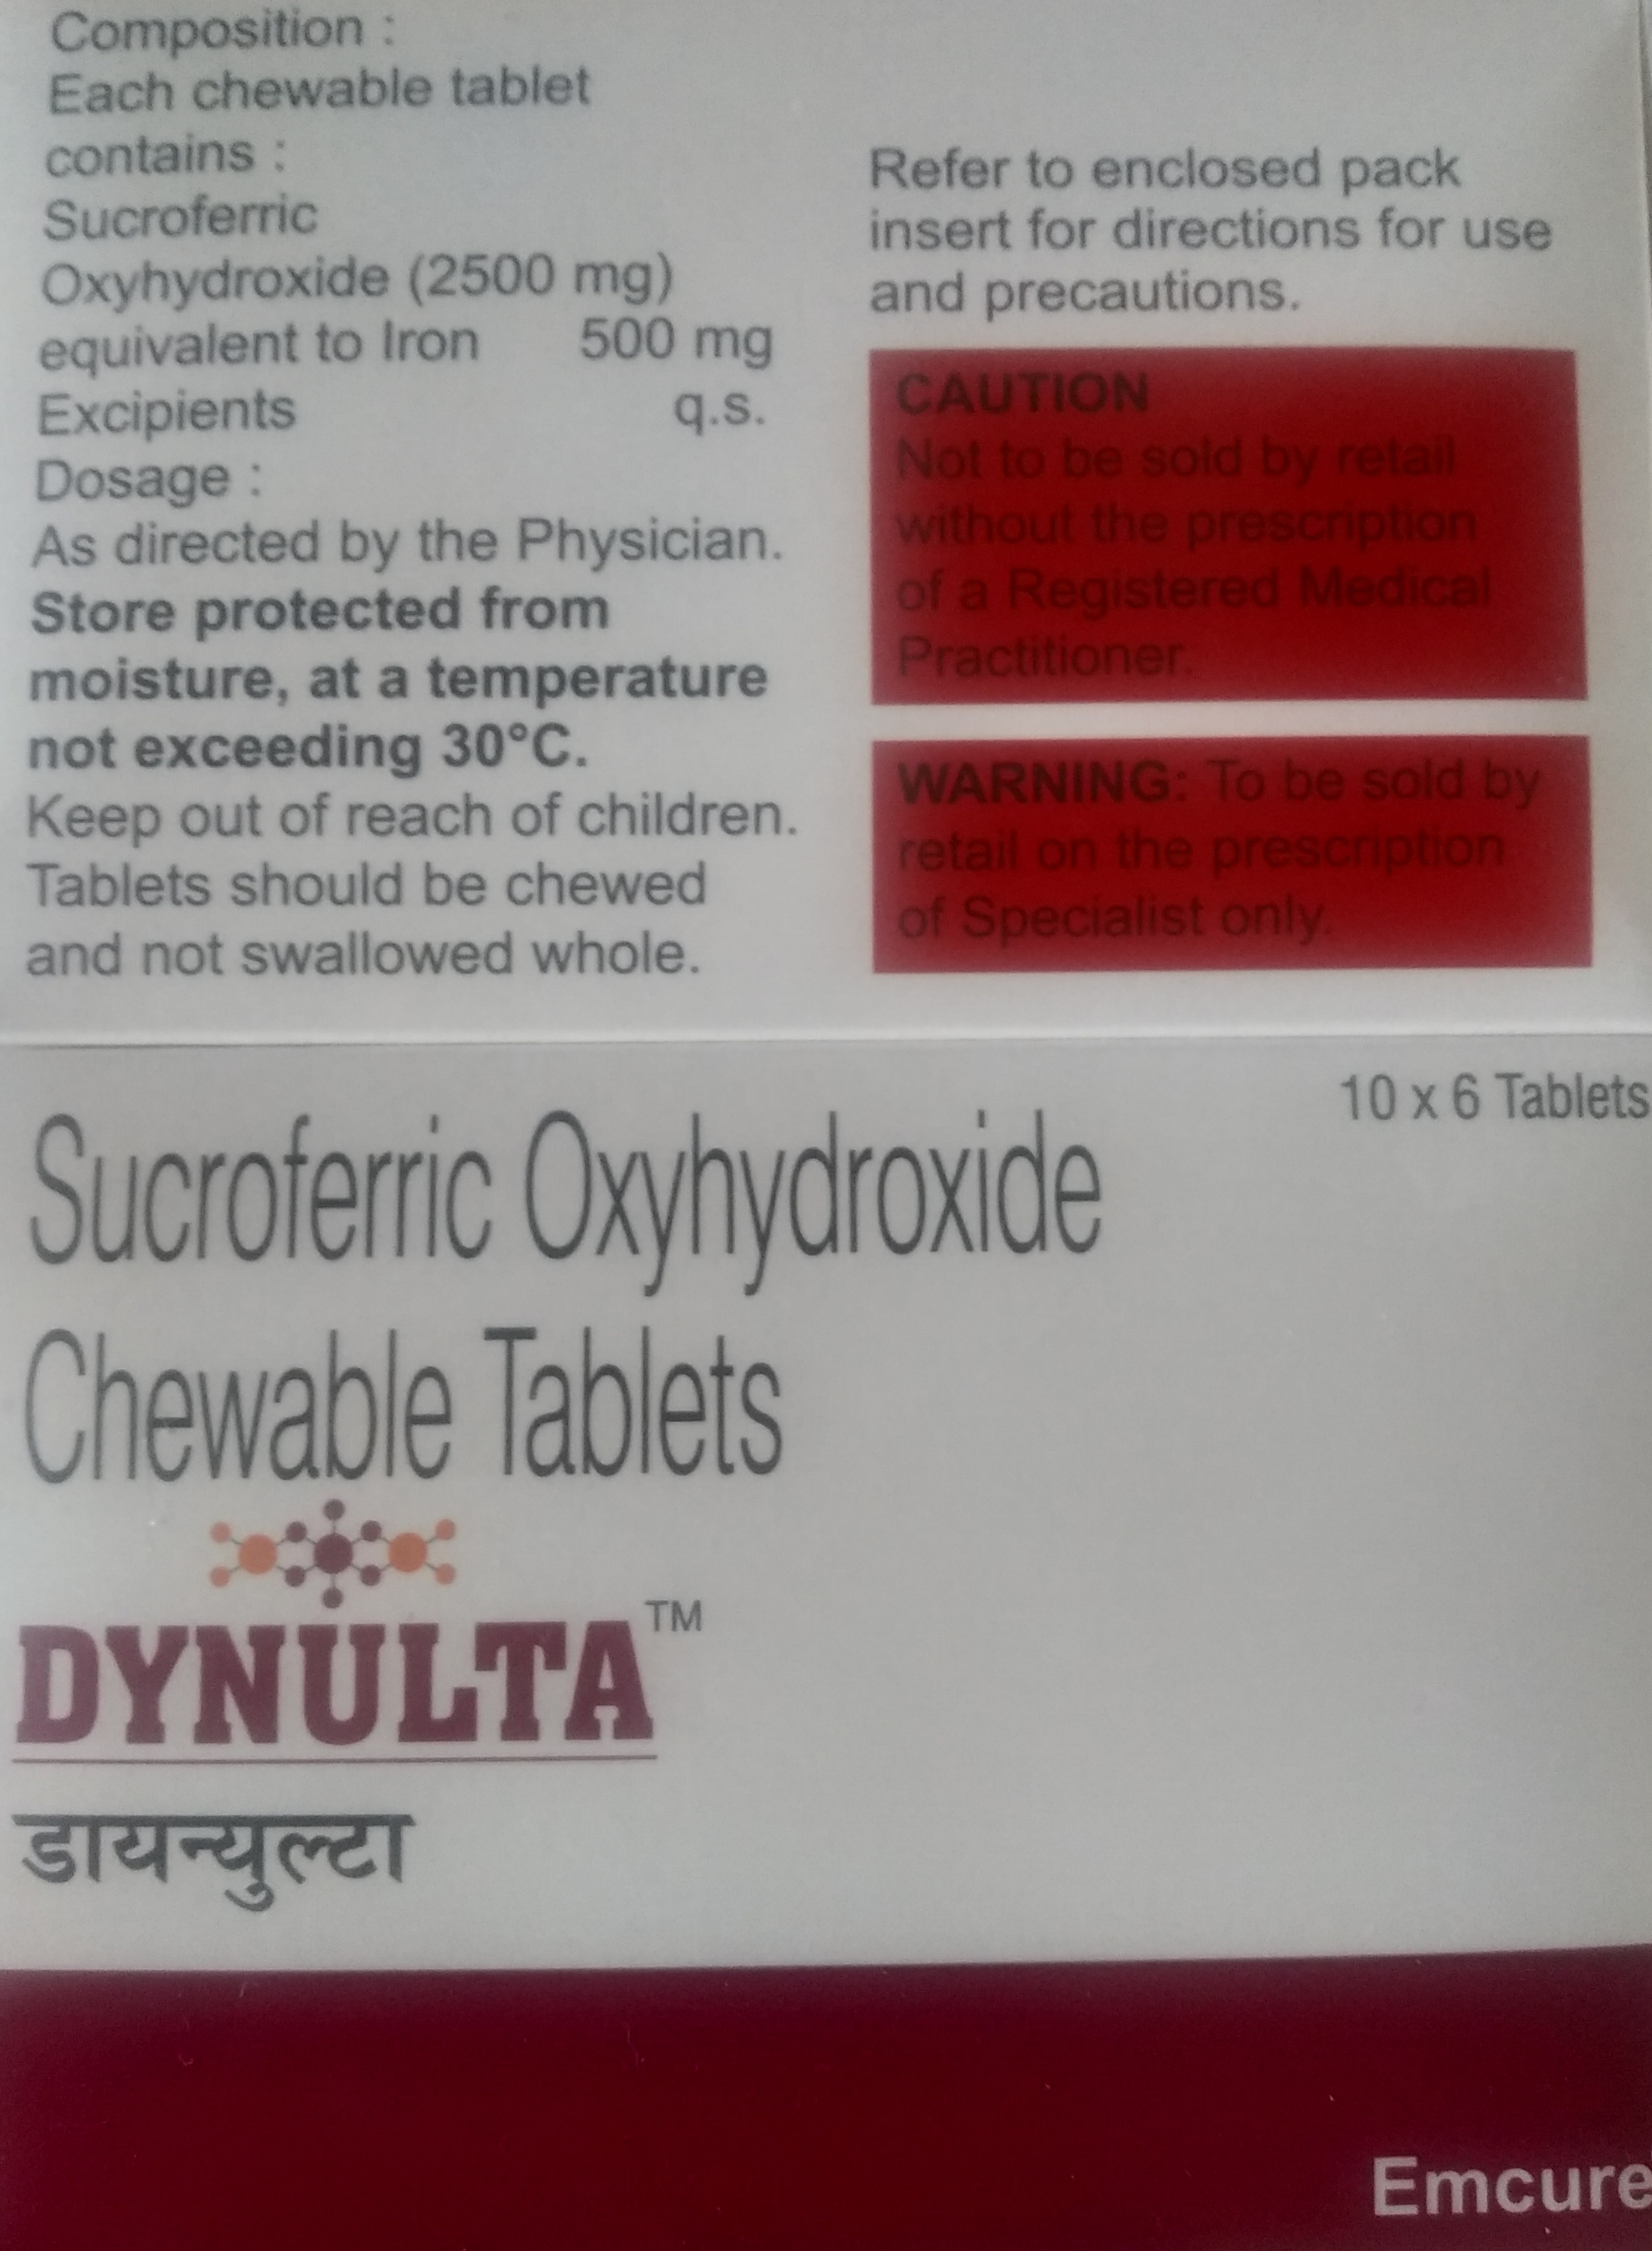 Composition :
Each chewable tablet
contains :
Sucroferric
Oxyhydroxide (2500 mg)
equivalent to Iron 500 mg
Excipients q.s.
Dosage :
As directed by the Physician.
Store protected from
moisture, at a temperature
not exceeding 30°C.
Keep out of reach of children.
Tablets should be chewed
and not swallowed whole.
Refer to enclosed pack
insert for directions for use
and precautions.
CAUTION
Not to be sold by retail
without the prescription
of a Registered Medical
Practitioner.
WARNING: To be sold by
retail on the prescription
of Specialist only.
10 x 6 Tablets
Sucroferric Oxyhydroxide
Chewable Tablets
DYNULTA™
डायन्युल्टा
Emcure